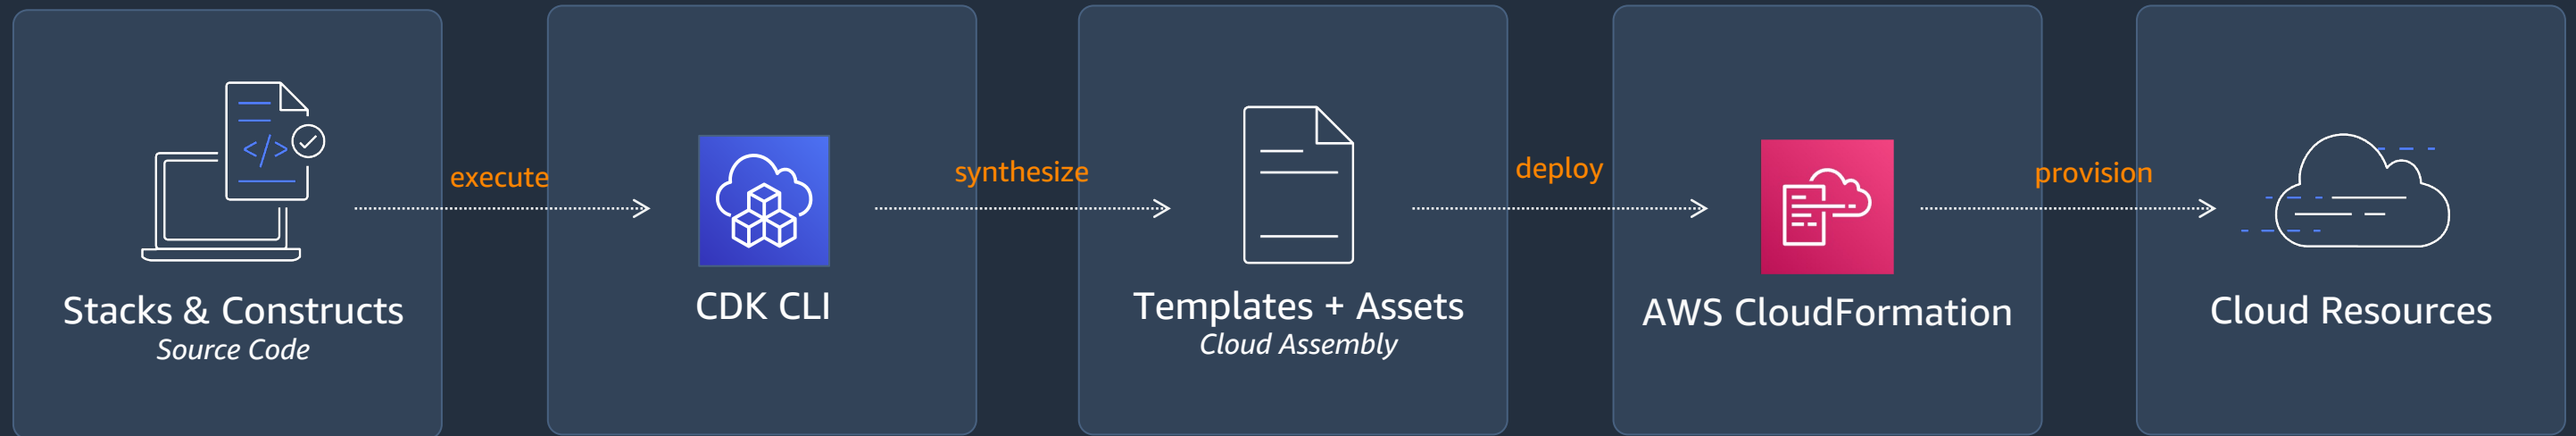 </>
execute
synthesize
deploy
provision
Stacks & Constructs
Source Code
CDK CLI
Templates + Assets
Cloud Assembly
AWS CloudFormation
Cloud Resources